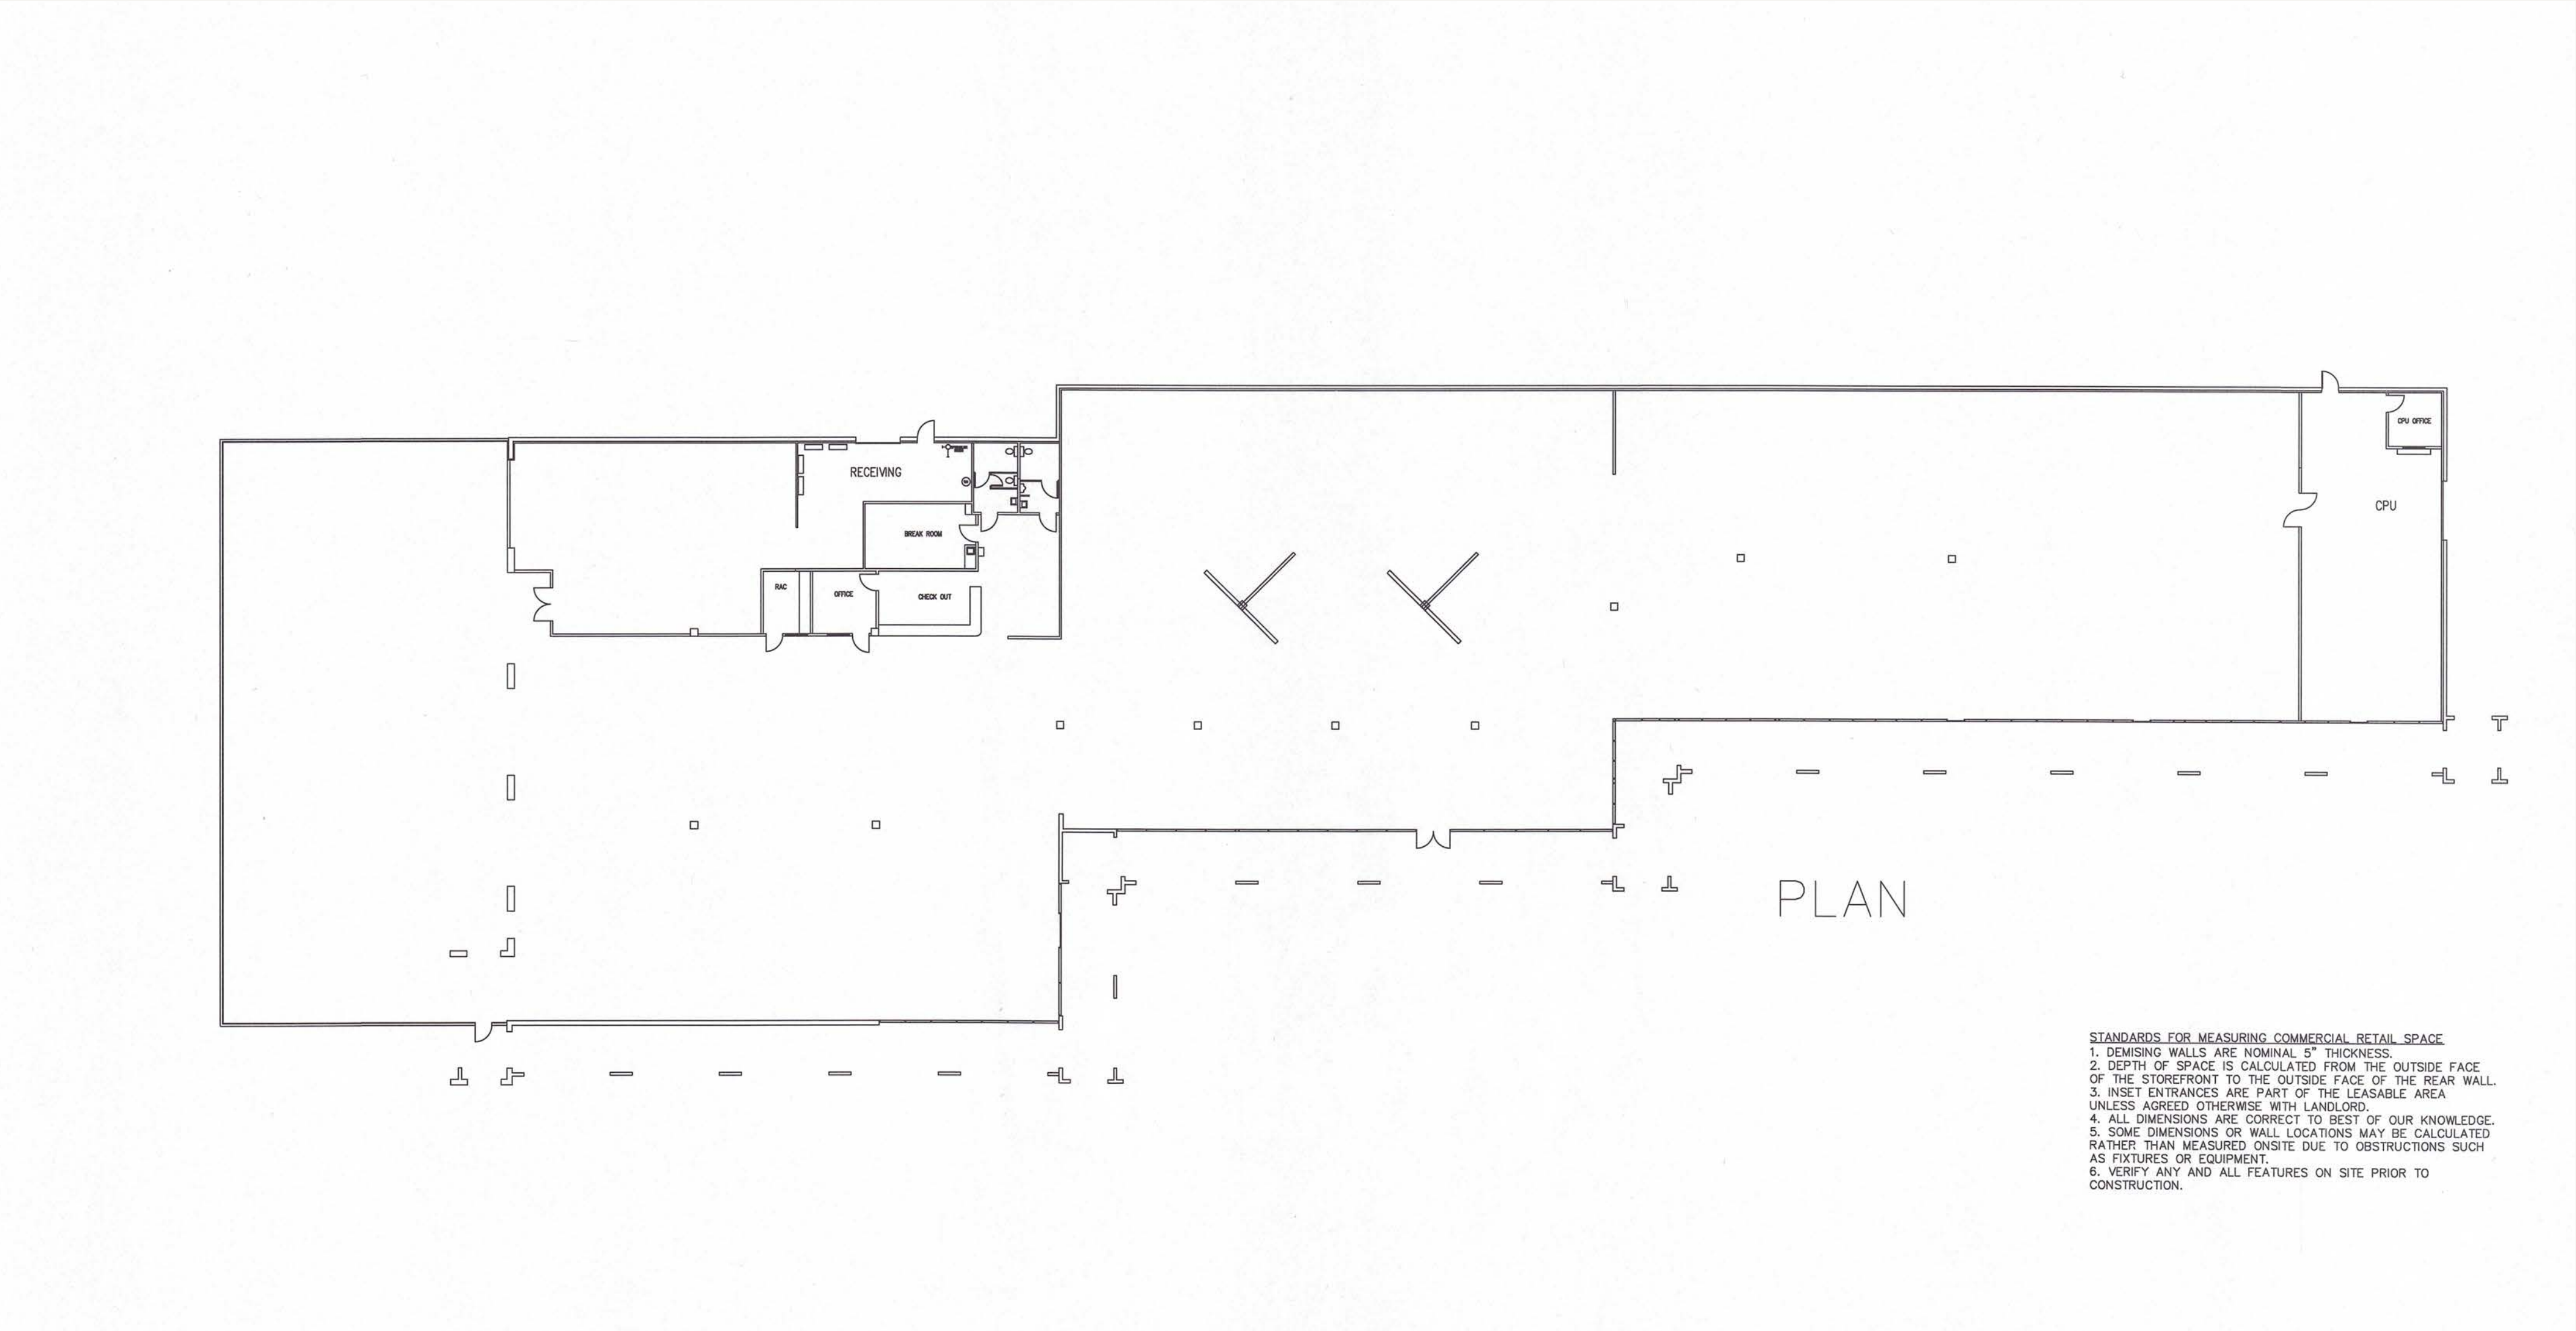 CPU OFFICE
RECEIVING
CPU
BREAK ROOM
RAC
OFFICE
CHECK OUT
PLAN
STANDARDS FOR MEASURING COMMERCIAL RETAIL SPACE
1. DEMISING WALLS ARE NOMINAL 5" THICKNESS.
2. DEPTH OF SPACE IS CALCULATED FROM THE OUTSIDE FACE
OF THE STOREFRONT TO THE OUTSIDE FACE OF THE REAR WALL.
3. INSET ENTRANCES ARE PART OF THE LEASABLE AREA
UNLESS AGREED OTHERWISE WITH LANDLORD.
4. ALL DIMENSIONS ARE CORRECT TO BEST OF OUR KNOWLEDGE.
5. SOME DIMENSIONS OR WALL LOCATIONS MAY BE CALCULATED
RATHER THAN MEASURED ONSITE DUE TO OBSTRUCTIONS SUCH
AS FIXTURES OR EQUIPMENT.
6. VERIFY ANY AND ALL FEATURES ON SITE PRIOR TO
CONSTRUCTION.